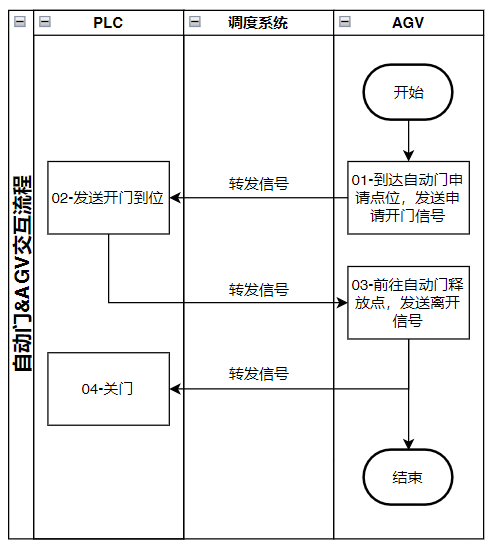 自动门&AGV交互流程
PLC
调度系统
AGV
开始
01-到达自动门申
请点位，发送申
请开门信号
转发信号
02-发送开门到位
转发信号
03-前往自动门释
放点，发送离开
信号
转发信号
04-关门
结束